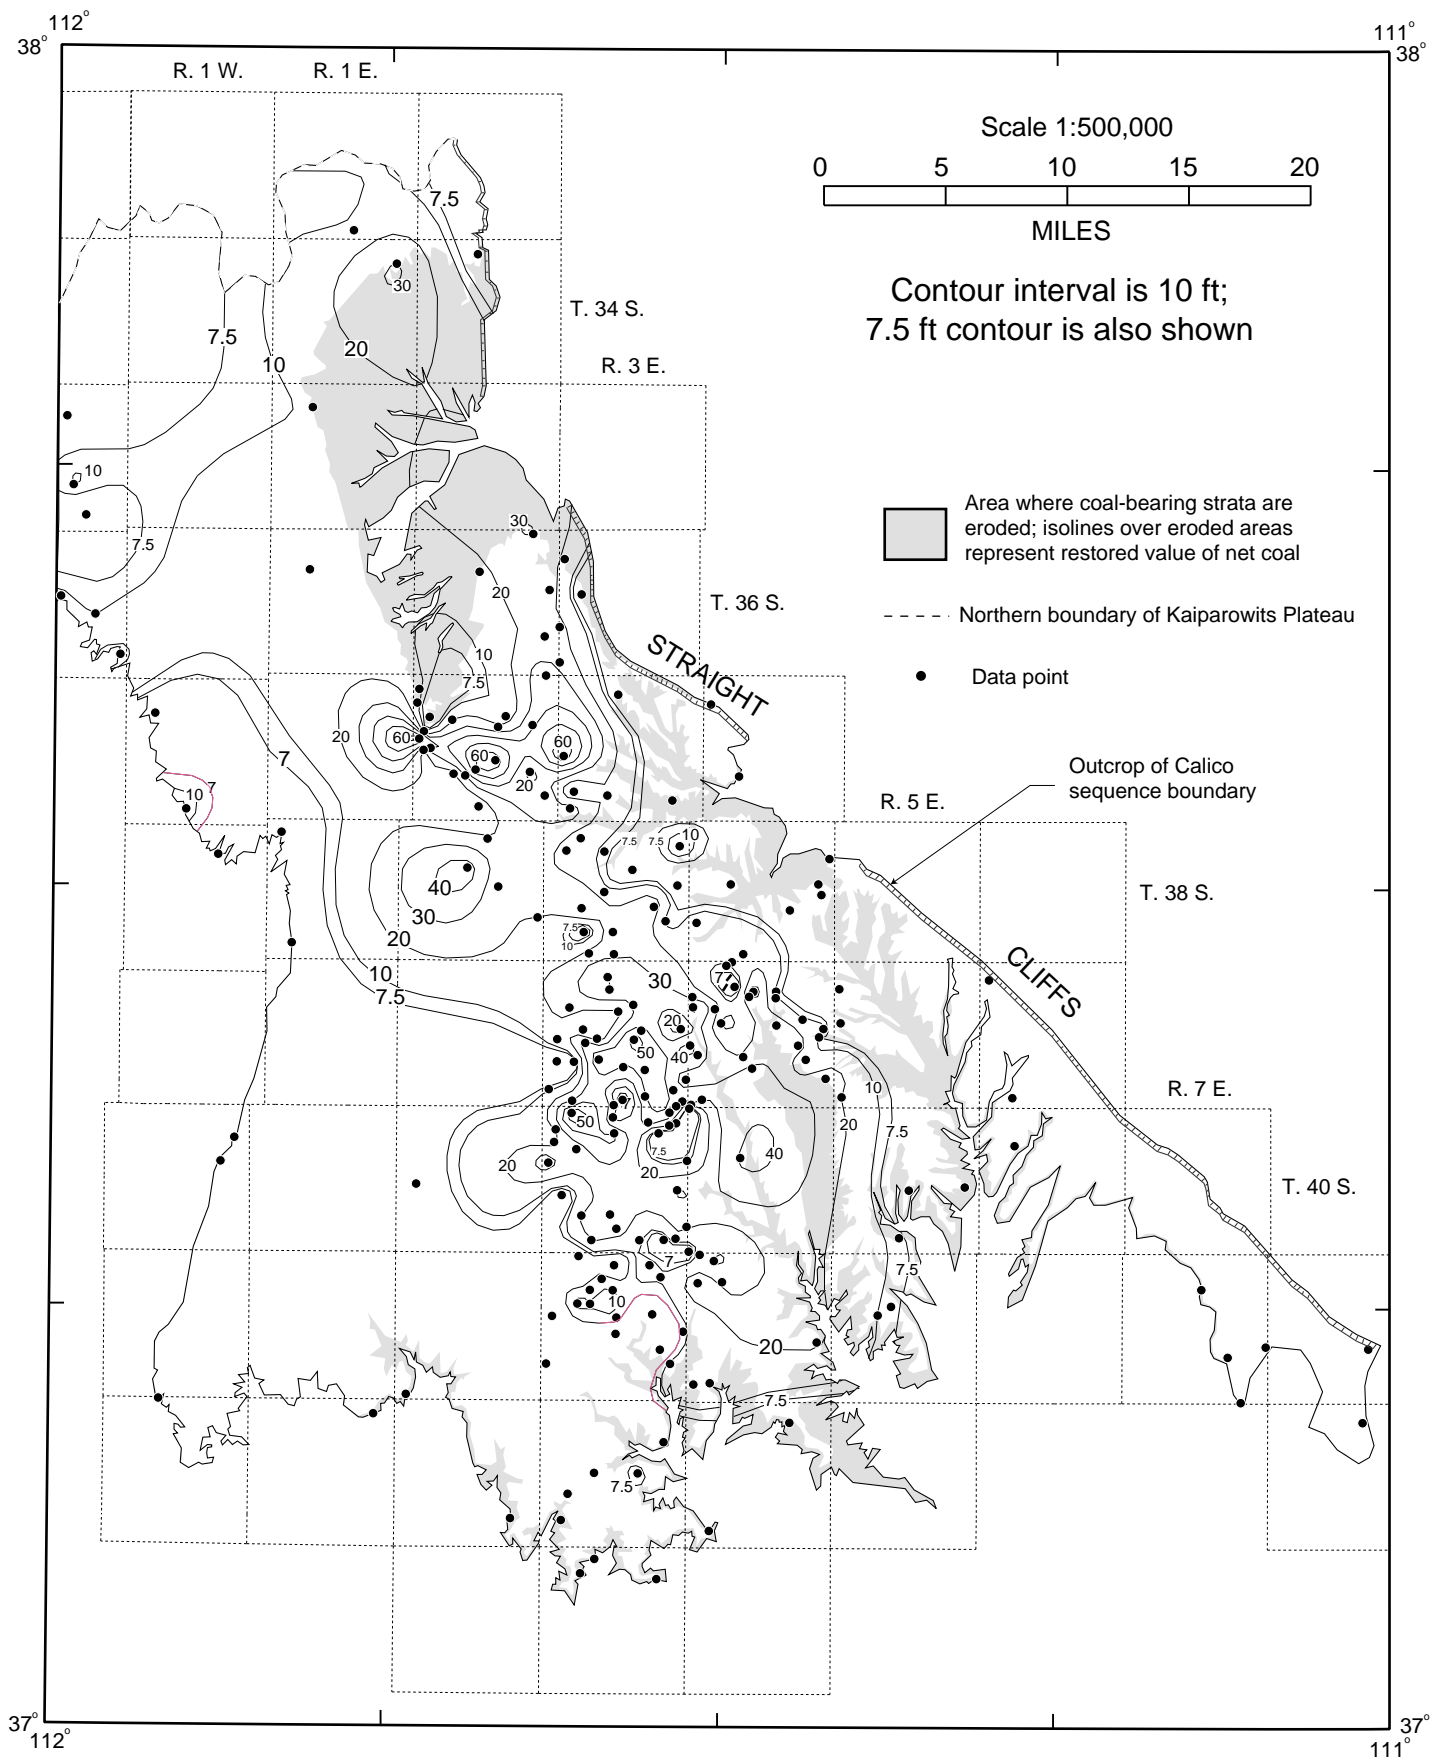 112°
111°
38°
38°
R. 1 W.
R. 1 E.
Scale 1:500,000
0 5 10 15 20
MILES
Contour interval is 10 ft;
7.5 ft contour is also shown
7.5
30
T. 34 S.
7.5
20
10
R. 3 E.
10
Area where coal-bearing strata are
eroded; isolines over eroded areas
represent restored value of net coal
30
7.5
20
T. 36 S.
Northern boundary of Kaiparowits Plateau
STRAIGHT
10
7.5
Data point
20
60
60
60
7
20
Outcrop of Calico
sequence boundary
10
7
R. 5 E.
7.5
7.5
10
40
T. 38 S.
30
20
7.5
10
CLIFFS
10
30
77
7.5
20
50
40
10
R. 7 E.
7
50
20
7.5
7.5
40
20
20
T. 40 S.
7
7.5
10
20
7.5
7.5
37°
37°
112°
111°